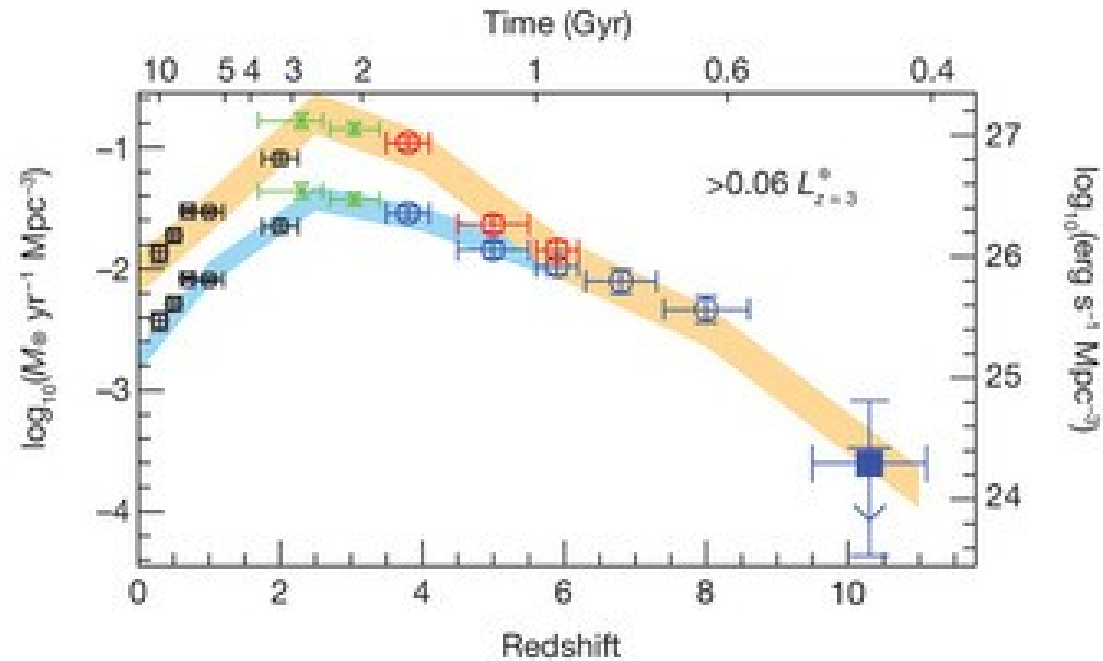 Time (Gyr)
10 5 4 3 2 1 0.6 0.4
log₁₀(M⊙ yr⁻¹ Mpc⁻³)
−1
−2
−3
−4
>0.06 L*z = 3
27
26
25
24
log₁₀(erg s⁻¹ Mpc⁻³)
0 2 4 6 8 10
Redshift